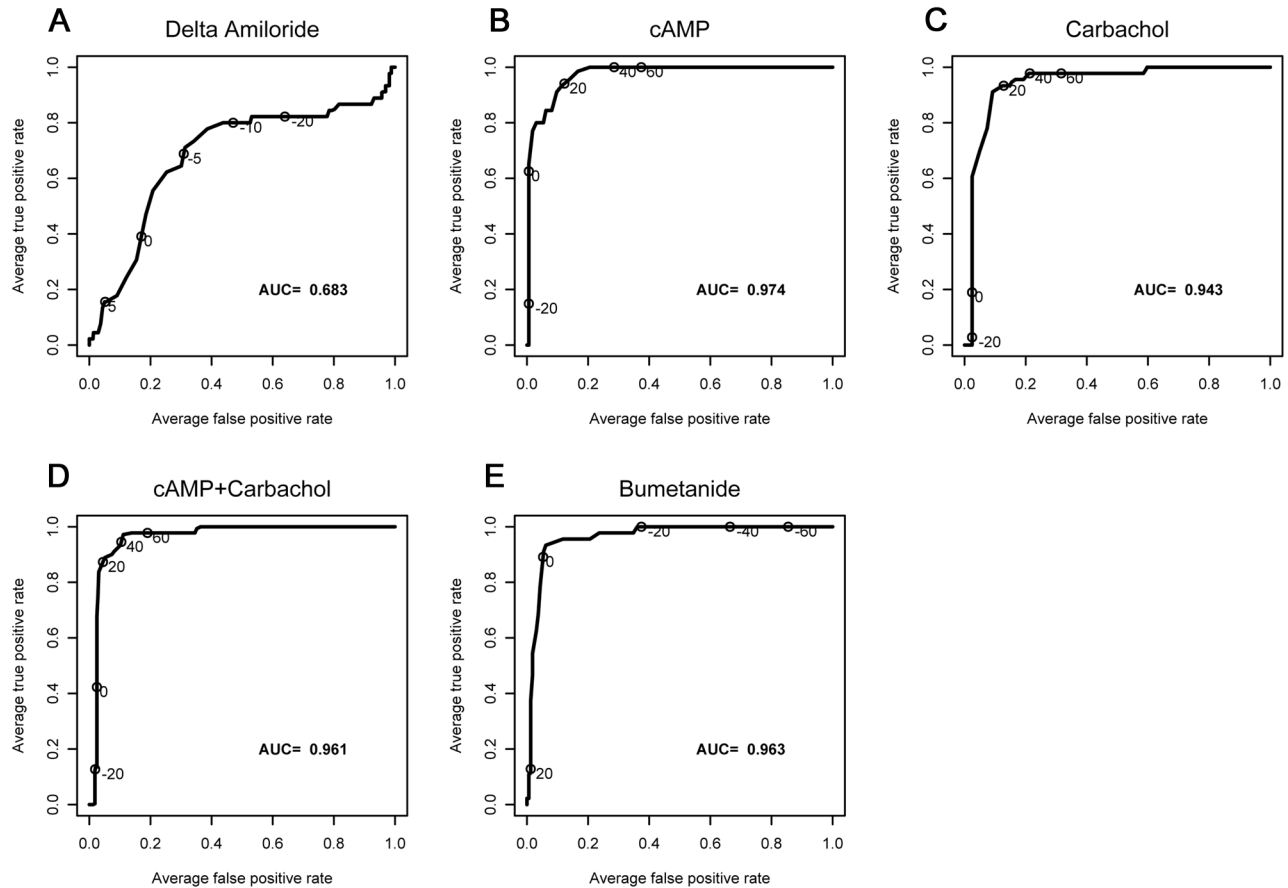 A
Delta Amiloride
Average true positive rate
1.0
0.8
0.6
0.4
0.2
0.0
5
0
-5
-10
-20
AUC= 0.683
0.0 0.2 0.4 0.6 0.8 1.0
Average false positive rate
B
cAMP
Average true positive rate
1.0
0.8
0.6
0.4
0.2
0.0
-20
0
20
40
60
AUC= 0.974
0.0 0.2 0.4 0.6 0.8 1.0
Average false positive rate
C
Carbachol
Average true positive rate
1.0
0.8
0.6
0.4
0.2
0.0
-20
0
20
40
60
AUC= 0.943
0.0 0.2 0.4 0.6 0.8 1.0
Average false positive rate
D
cAMP+Carbachol
Average true positive rate
1.0
0.8
0.6
0.4
0.2
0.0
-20
0
20
40
60
AUC= 0.961
0.0 0.2 0.4 0.6 0.8 1.0
Average false positive rate
E
Bumetanide
Average true positive rate
1.0
0.8
0.6
0.4
0.2
0.0
20
0
-20
-40
-60
AUC= 0.963
0.0 0.2 0.4 0.6 0.8 1.0
Average false positive rate